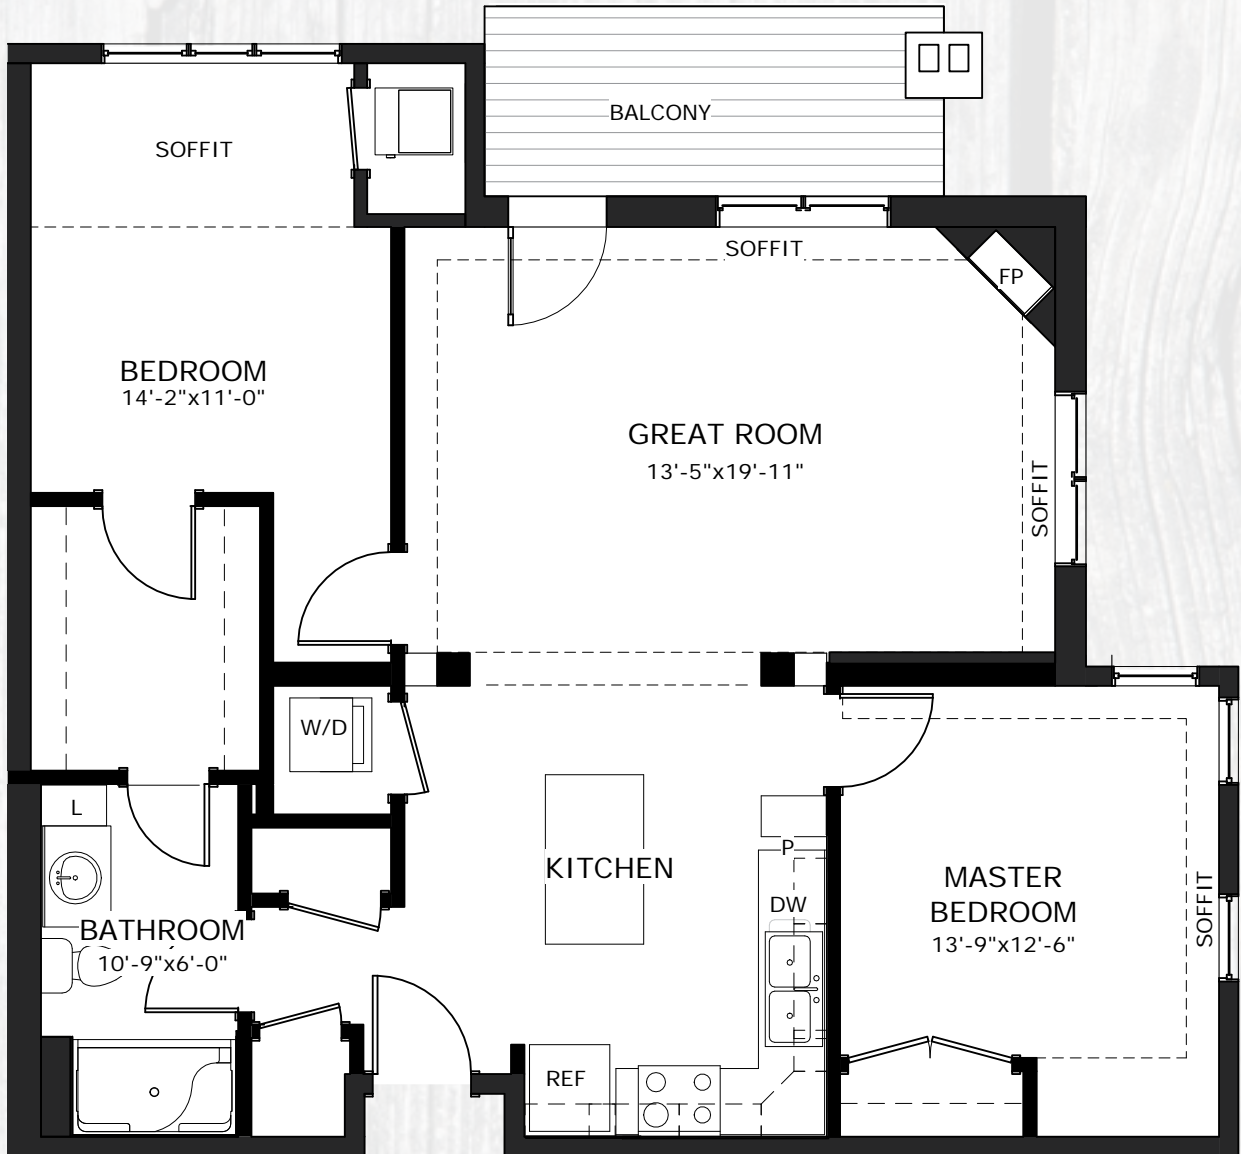 BALCONY
SOFFIT
SOFFIT
FP
BEDROOM
14'-2"x11'-0"
GREAT ROOM
13'-5"x19'-11"
SOFFIT
W/D
L
KITCHEN
P
MASTER
BEDROOM
13'-9"x12'-6"
SOFFIT
DW
BATHROOM
10'-9"x6'-0"
REF